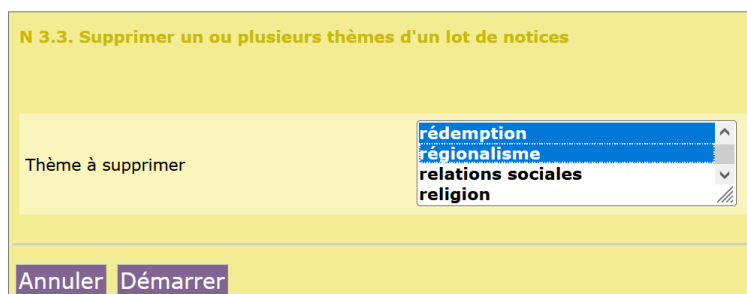 N 3.3. Supprimer un ou plusieurs thèmes d'un lot de notices
Thème à supprimer
rédemption
régionalisme
relations sociales
religion
Annuler Démarrer